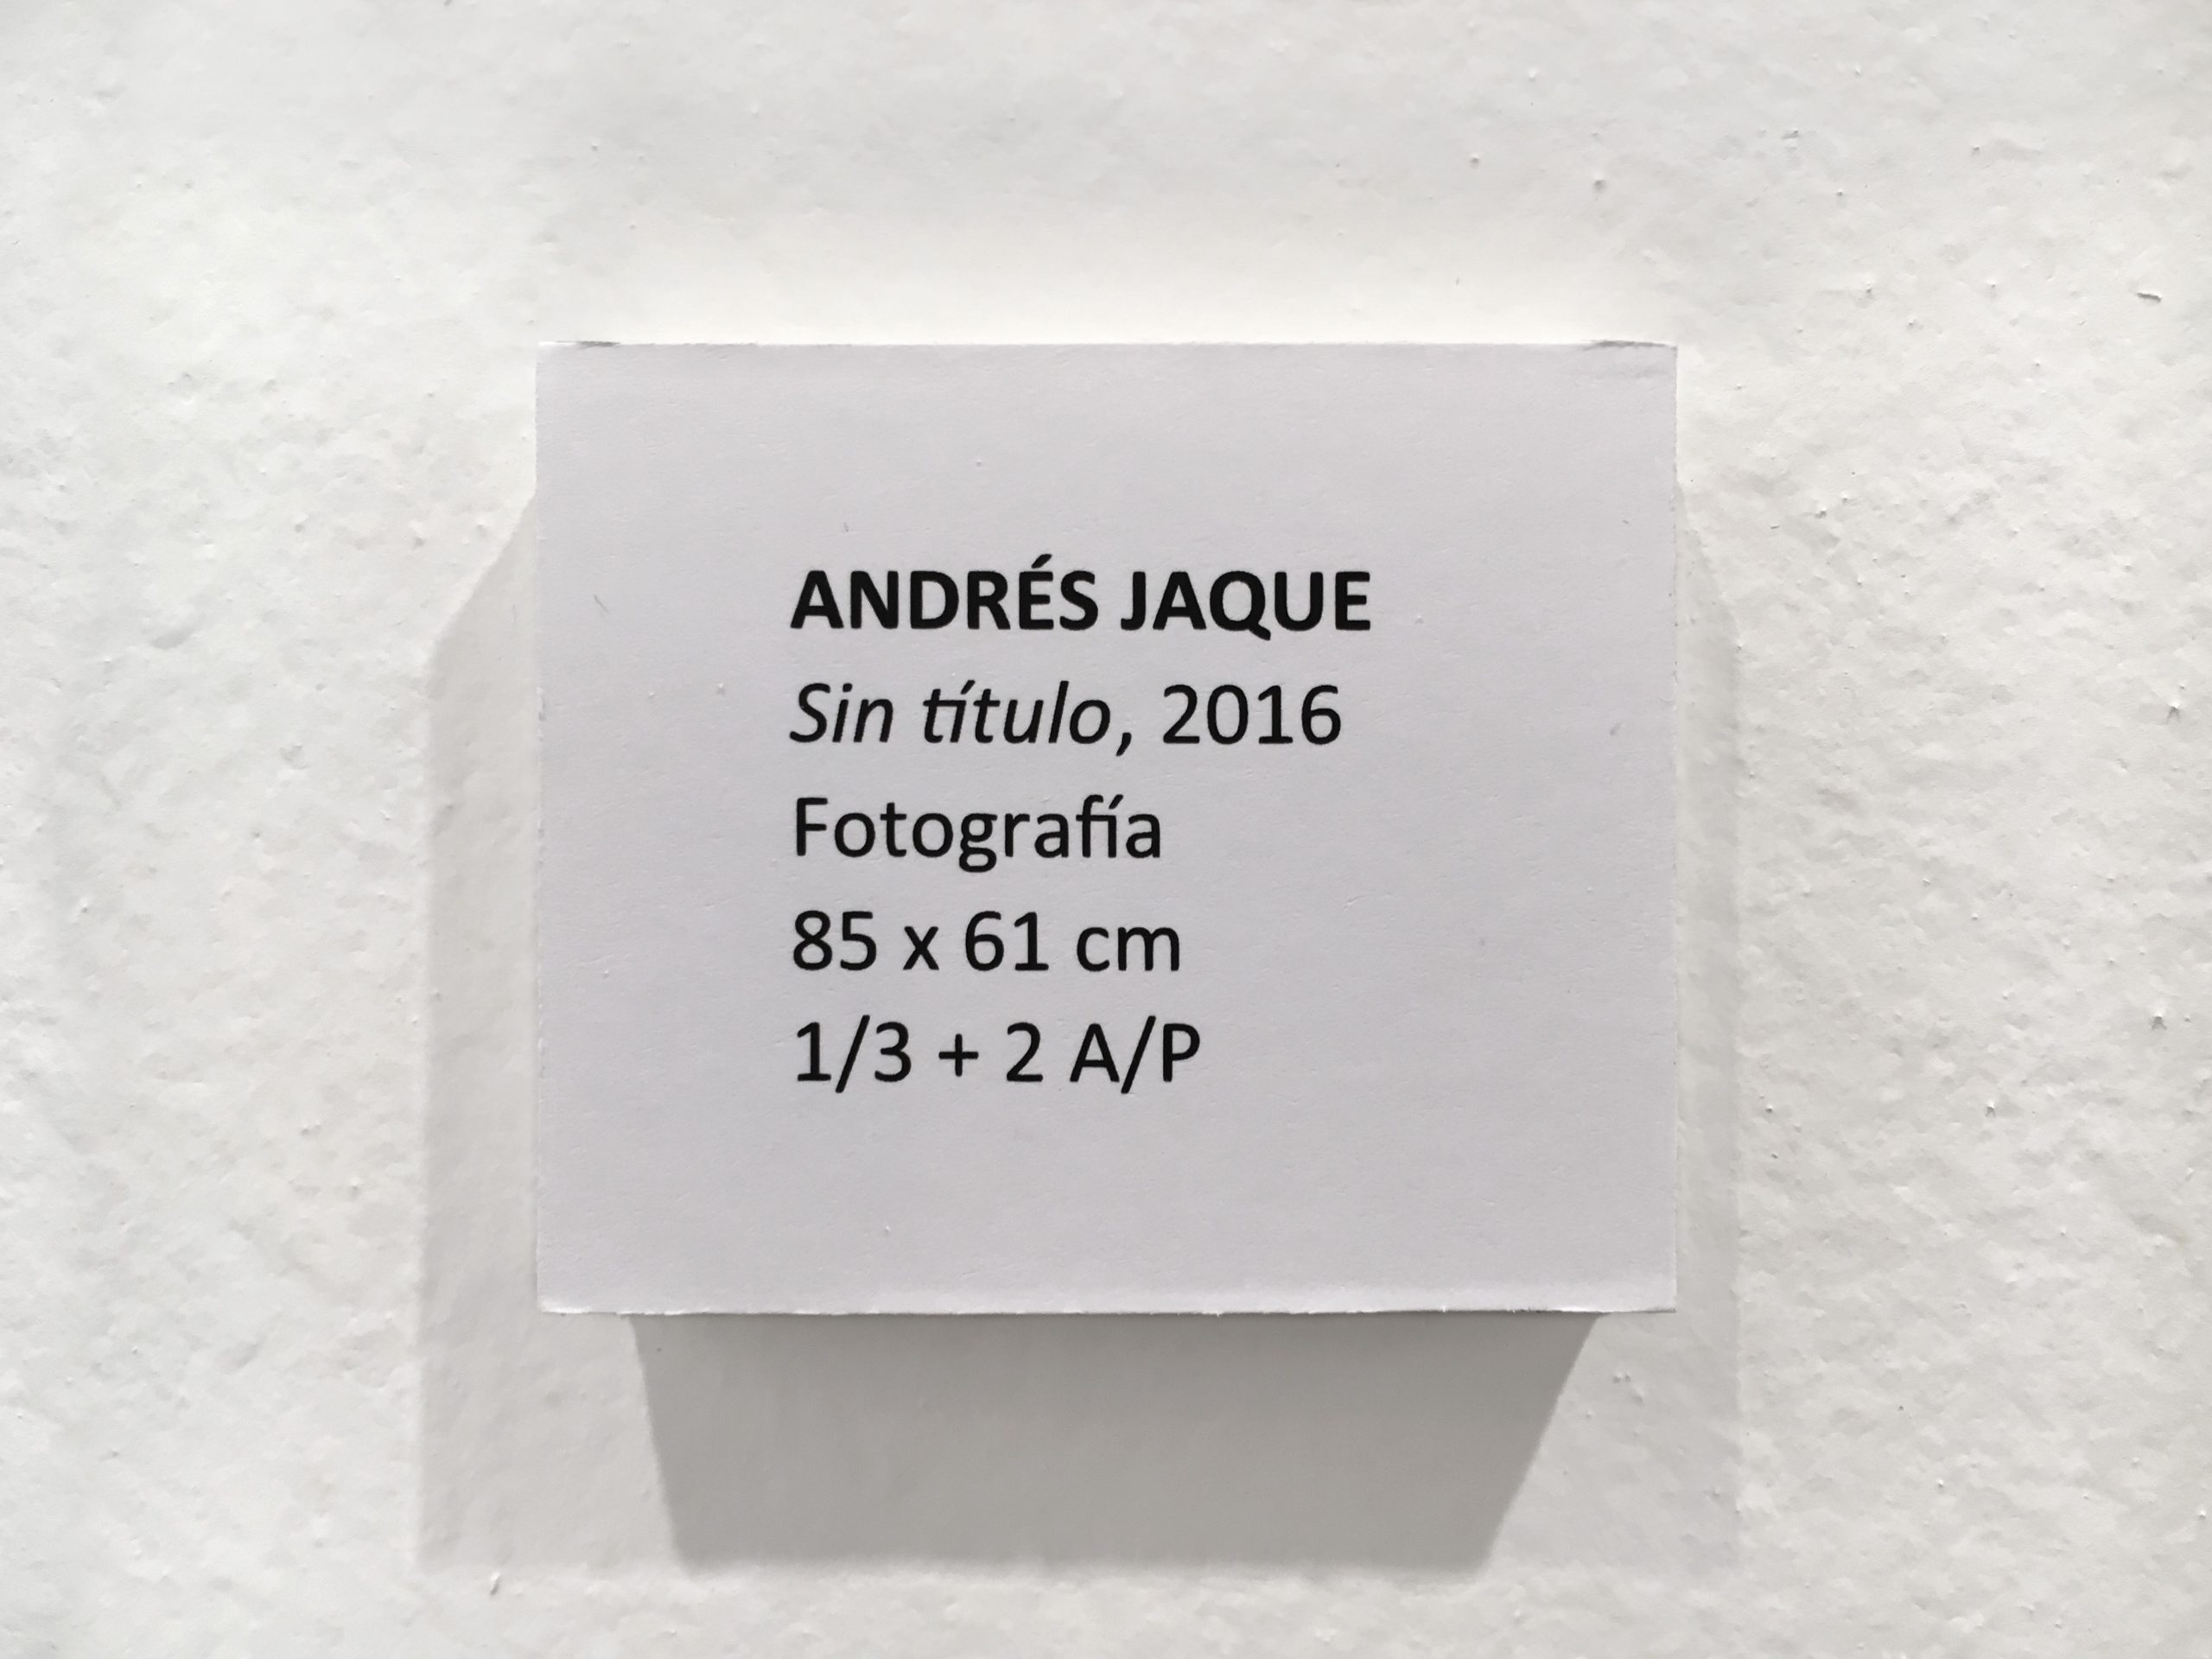 ANDRÉS JAQUE
Sin título, 2016
Fotografía
85 x 61 cm
1/3 + 2 A/P